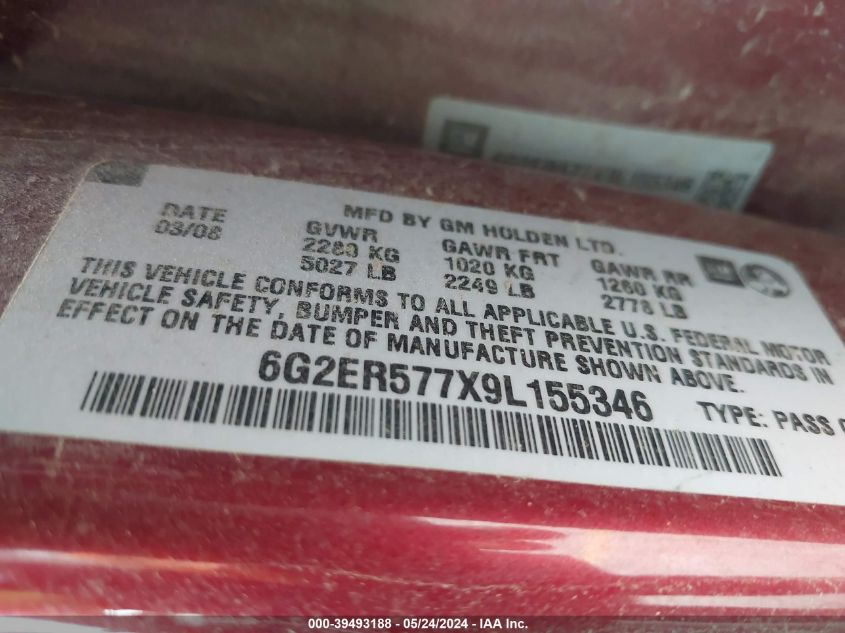 MFD BY GM HOLDEN LTD.
DATE GVWR GAWR FRT GAWR RR
03/08 2280 KG 1020 KG 1260 KG
5027 LB 2249 LB 2778 LB
GM
THIS VEHICLE CONFORMS TO ALL APPLICABLE U.S. FEDERAL MOTOR
VEHICLE SAFETY, BUMPER AND THEFT PREVENTION STANDARDS IN
EFFECT ON THE DATE OF MANUFACTURE SHOWN ABOVE.
6G2ER577X9L155346 TYPE: PASS
000-39493188 - 05/24/2024 - IAA Inc.